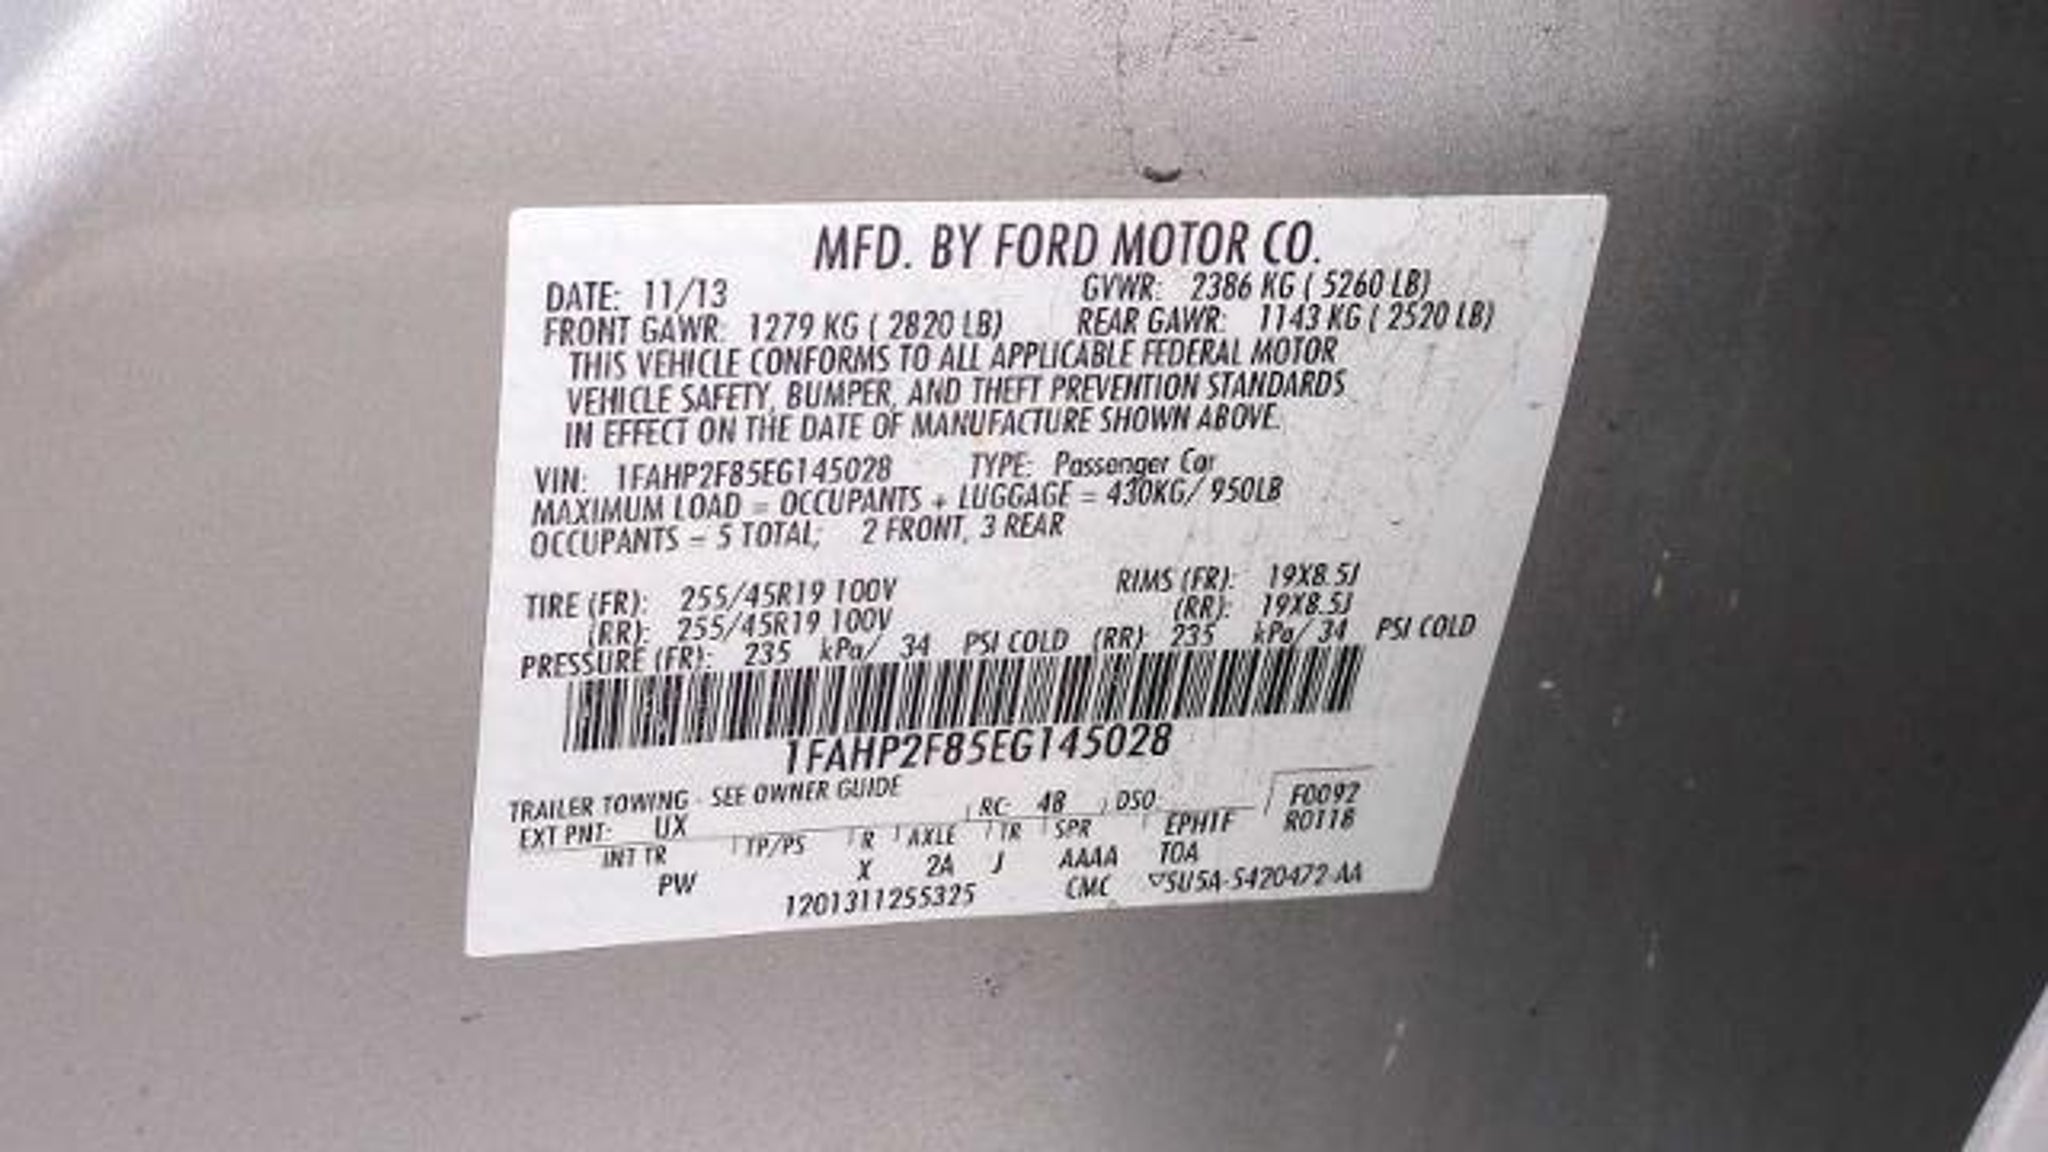 MFD. BY FORD MOTOR CO.
DATE: 11/13 GVWR: 2386 KG ( 5260 LB)
FRONT GAWR: 1279 KG ( 2820 LB) REAR GAWR: 1143 KG ( 2520 LB)
THIS VEHICLE CONFORMS TO ALL APPLICABLE FEDERAL MOTOR
VEHICLE SAFETY, BUMPER, AND THEFT PREVENTION STANDARDS
IN EFFECT ON THE DATE OF MANUFACTURE SHOWN ABOVE.
VIN: 1FAHP2F85EG145028 TYPE: Passenger Car
MAXIMUM LOAD = OCCUPANTS + LUGGAGE = 430KG/ 950LB
OCCUPANTS = 5 TOTAL; 2 FRONT, 3 REAR
TIRE (FR): 255/45R19 100V RIMS (FR): 19X8.5J
(RR): 255/45R19 100V (RR): 19X8.5J
PRESSURE (FR): 235 kPa/ 34 PSI COLD (RR): 235 kPa/ 34 PSI COLD
1FAHP2F85EG145028
TRAILER TOWING - SEE OWNER GUIDE
EXT PNT: UX RC: 48 DSO: F0092
INT TR TP/PS R AXLE TR SPR EPH1F R0118
PW X 2A J AAAA TOA
1201311255325 CMC ▽5U5A-5420472-AA